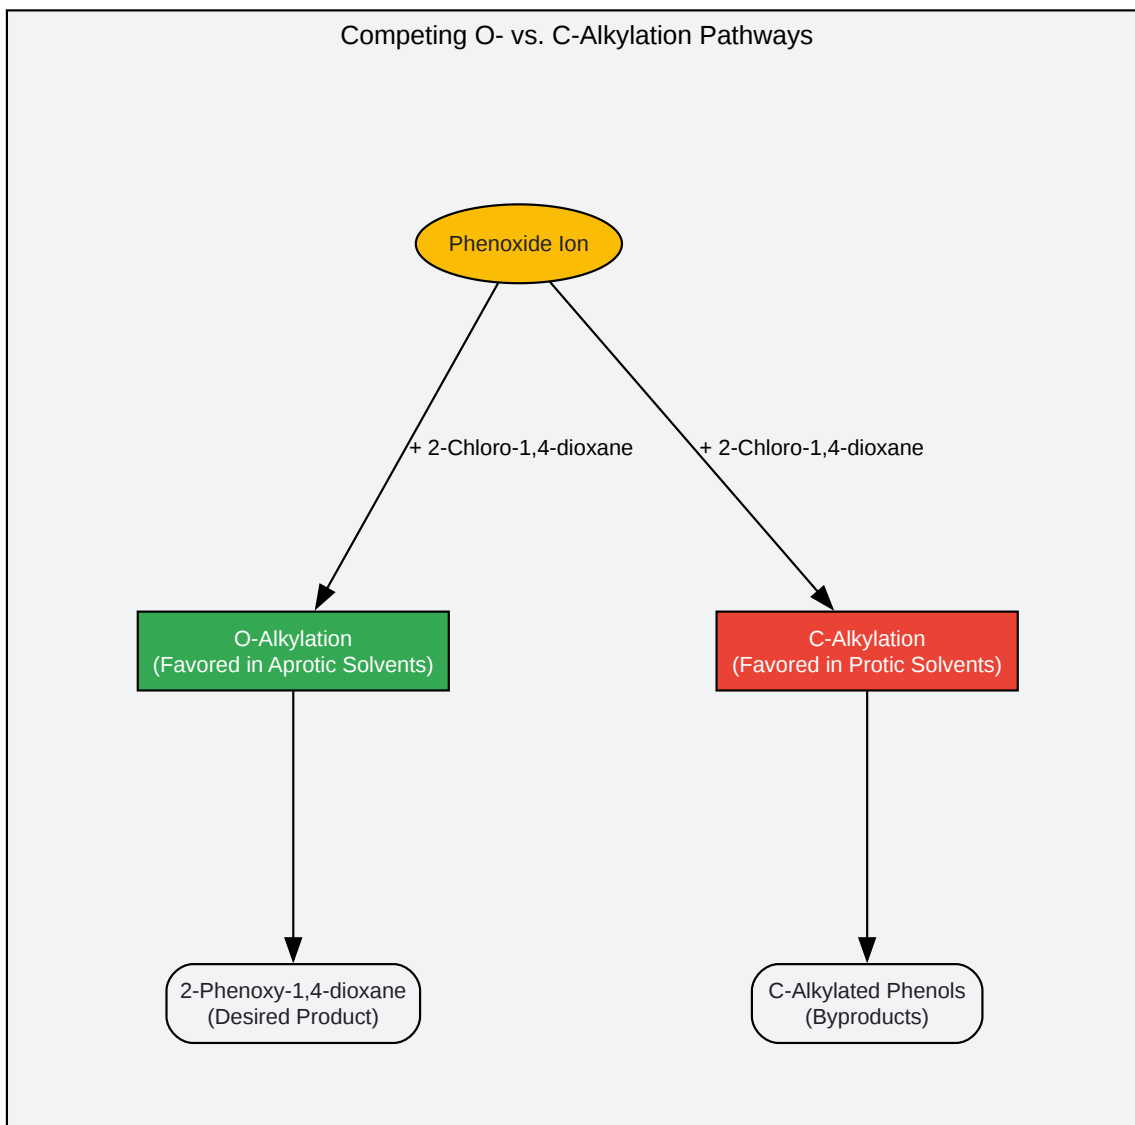 Competing O- vs. C-Alkylation Pathways
Phenoxide Ion
+ 2-Chloro-1,4-dioxane
+ 2-Chloro-1,4-dioxane
O-Alkylation
(Favored in Aprotic Solvents)
C-Alkylation
(Favored in Protic Solvents)
2-Phenoxy-1,4-dioxane
(Desired Product)
C-Alkylated Phenols
(Byproducts)